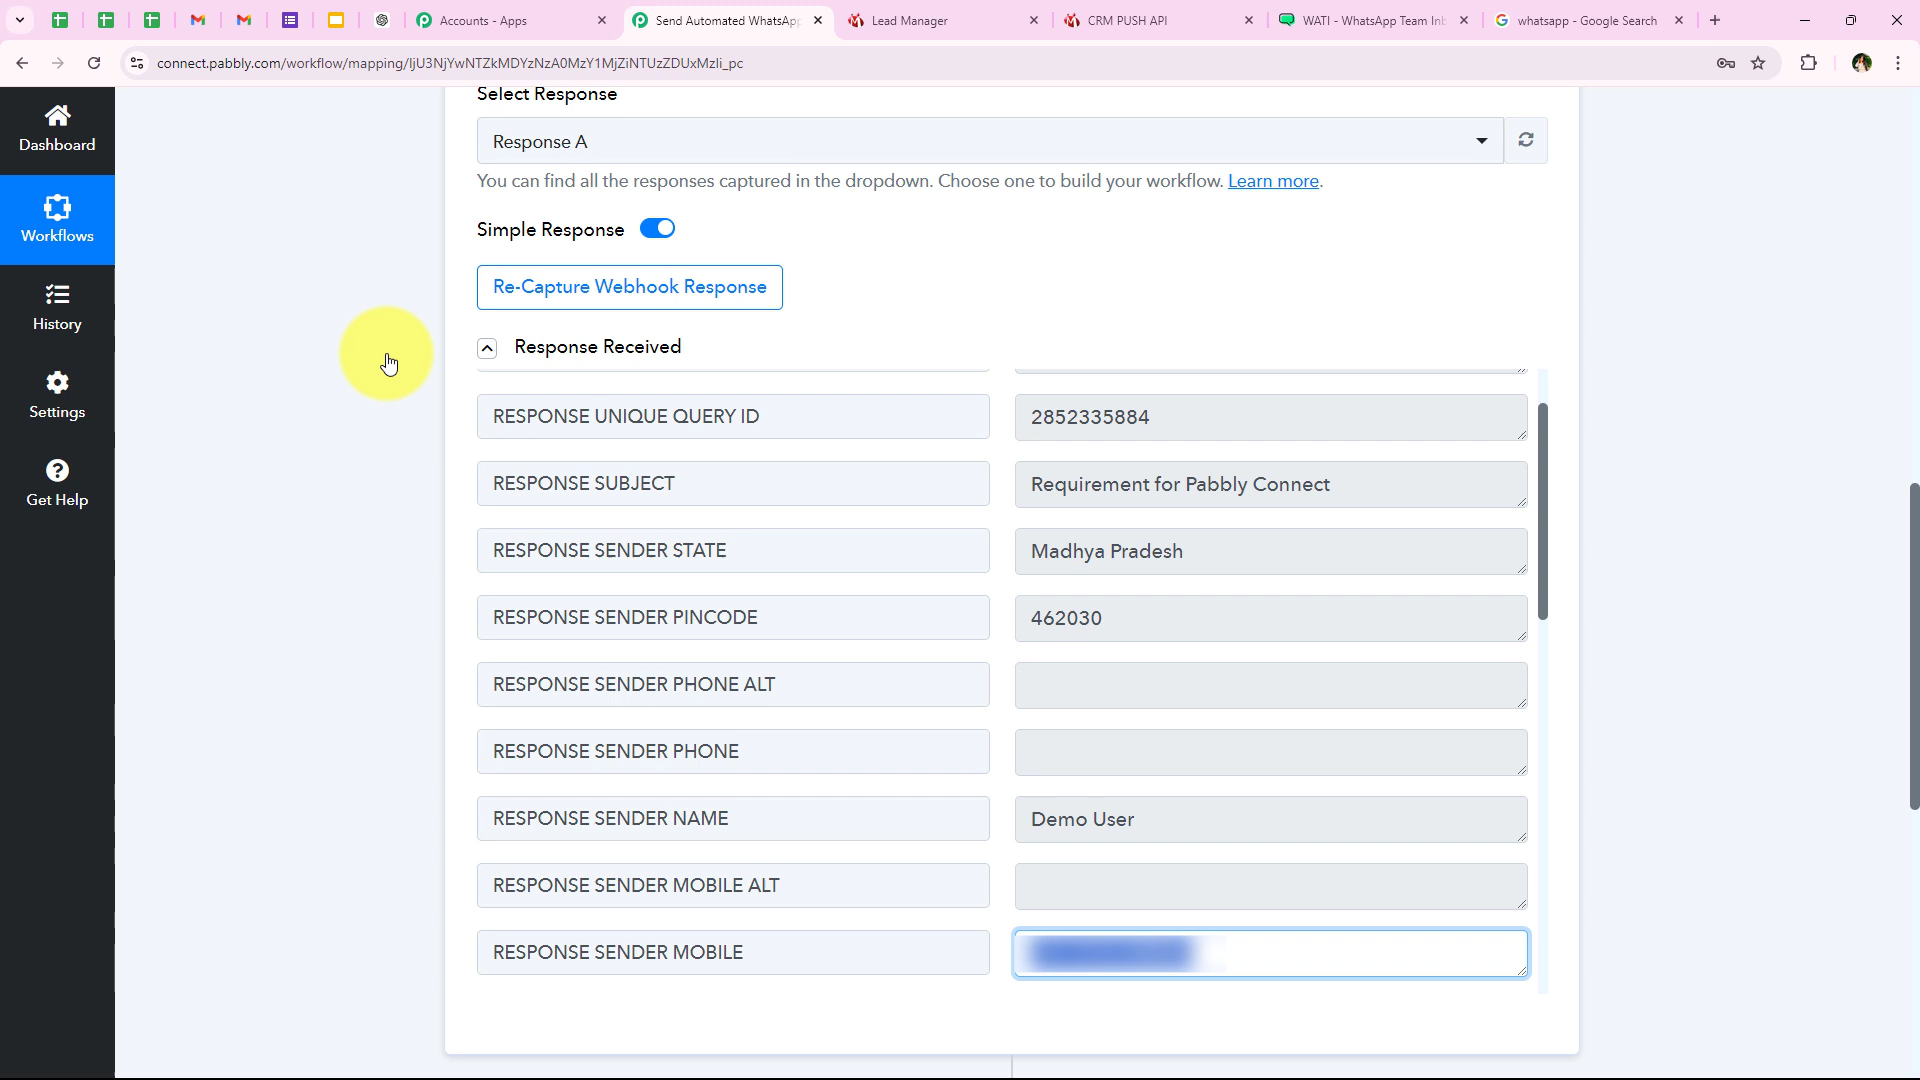 Accounts - Apps
Send Automated WhatsApp
Lead Manager
CRM PUSH API
WATI - WhatsApp Team Inb
whatsapp - Google Search
connect.pabbly.com/workflow/mapping/IjU3NjYwNTZkMDYzNzA0MzY1MjZiNTUzZDUxMzIi_pc
Dashboard
Workflows
History
Settings
Get Help
Select Response
Response A
You can find all the responses captured in the dropdown. Choose one to build your workflow. Learn more.
Simple Response
Re-Capture Webhook Response
Response Received
RESPONSE UNIQUE QUERY ID
2852335884
RESPONSE SUBJECT
Requirement for Pabbly Connect
RESPONSE SENDER STATE
Madhya Pradesh
RESPONSE SENDER PINCODE
462030
RESPONSE SENDER PHONE ALT
RESPONSE SENDER PHONE
RESPONSE SENDER NAME
Demo User
RESPONSE SENDER MOBILE ALT
RESPONSE SENDER MOBILE